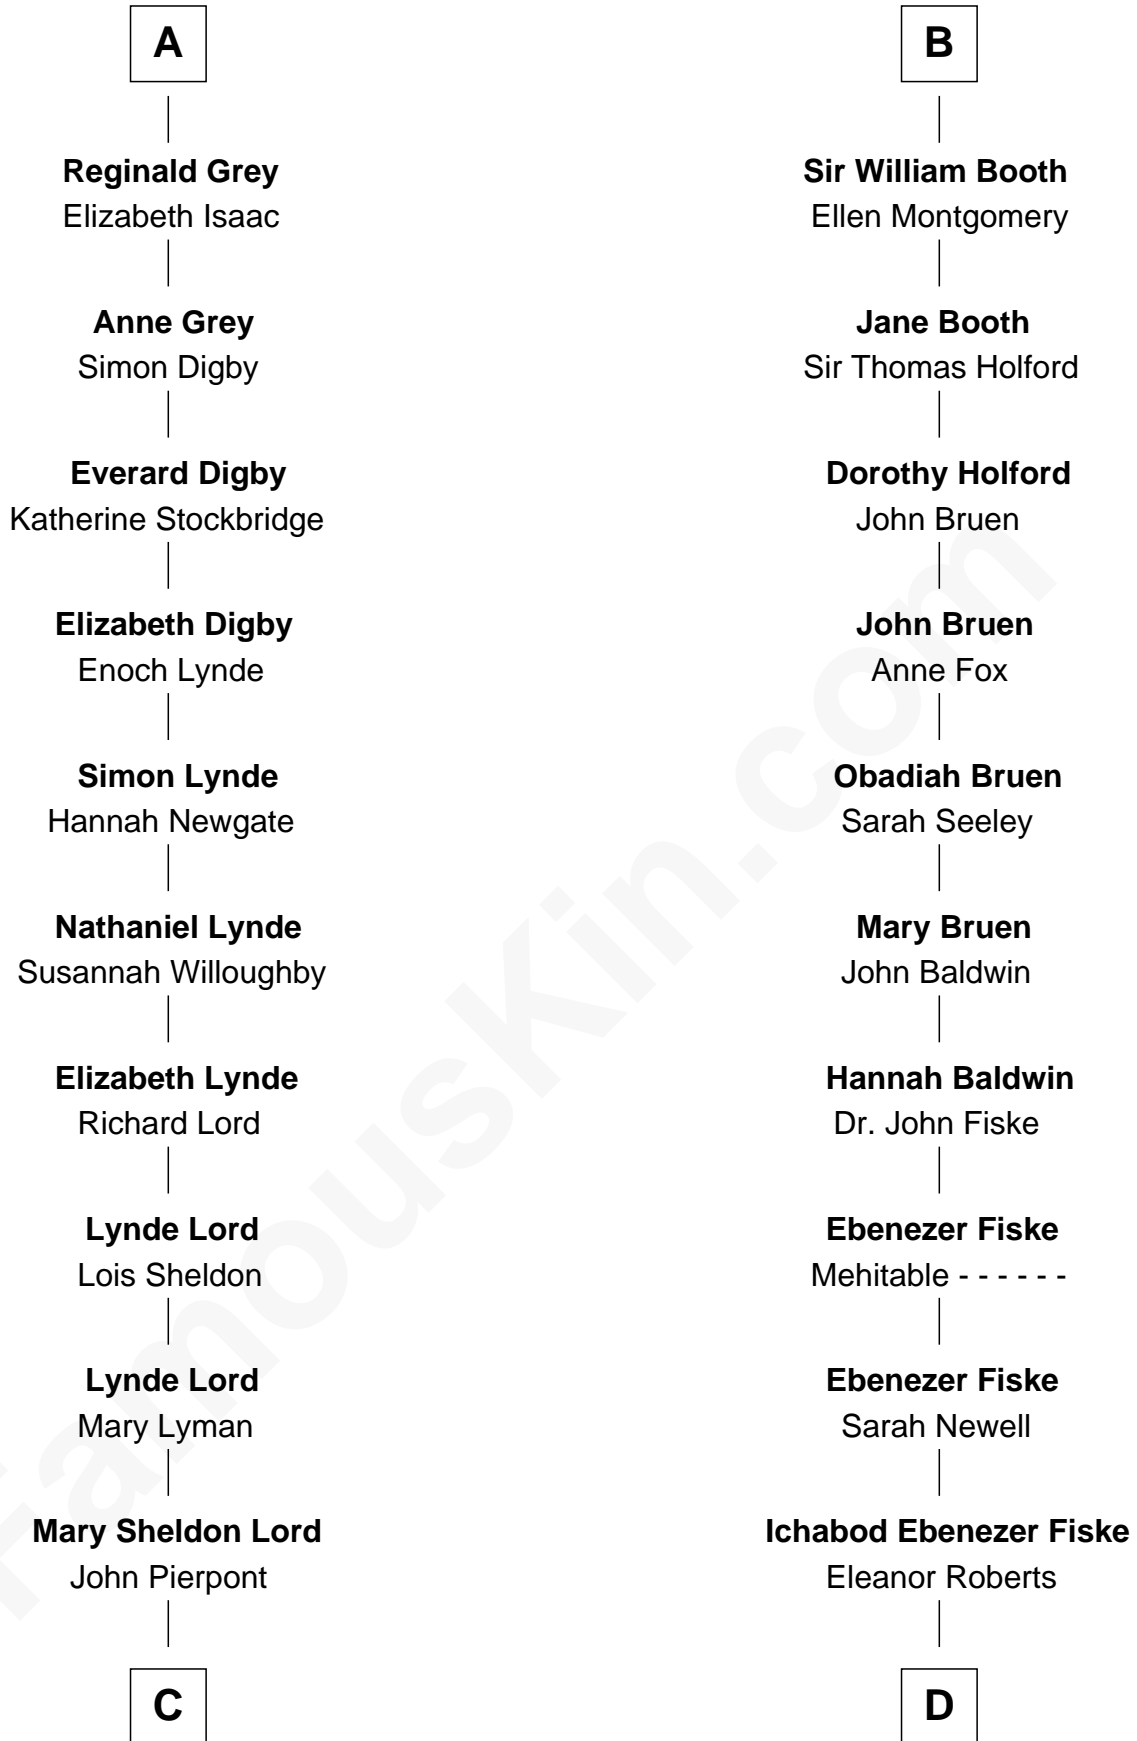 A
Reginald Grey
Elizabeth Isaac
Anne Grey
Simon Digby
Everard Digby
Katherine Stockbridge
Elizabeth Digby
Enoch Lynde
Simon Lynde
Hannah Newgate
Nathaniel Lynde
Susannah Willoughby
Elizabeth Lynde
Richard Lord
Lynde Lord
Lois Sheldon
Lynde Lord
Mary Lyman
Mary Sheldon Lord
John Pierpont
C
B
Sir William Booth
Ellen Montgomery
Jane Booth
Sir Thomas Holford
Dorothy Holford
John Bruen
John Bruen
Anne Fox
Obadiah Bruen
Sarah Seeley
Mary Bruen
John Baldwin
Hannah Baldwin
Dr. John Fiske
Ebenezer Fiske
Mehitable - - - - - -
Ebenezer Fiske
Sarah Newell
Ichabod Ebenezer Fiske
Eleanor Roberts
D
FamousKin.com